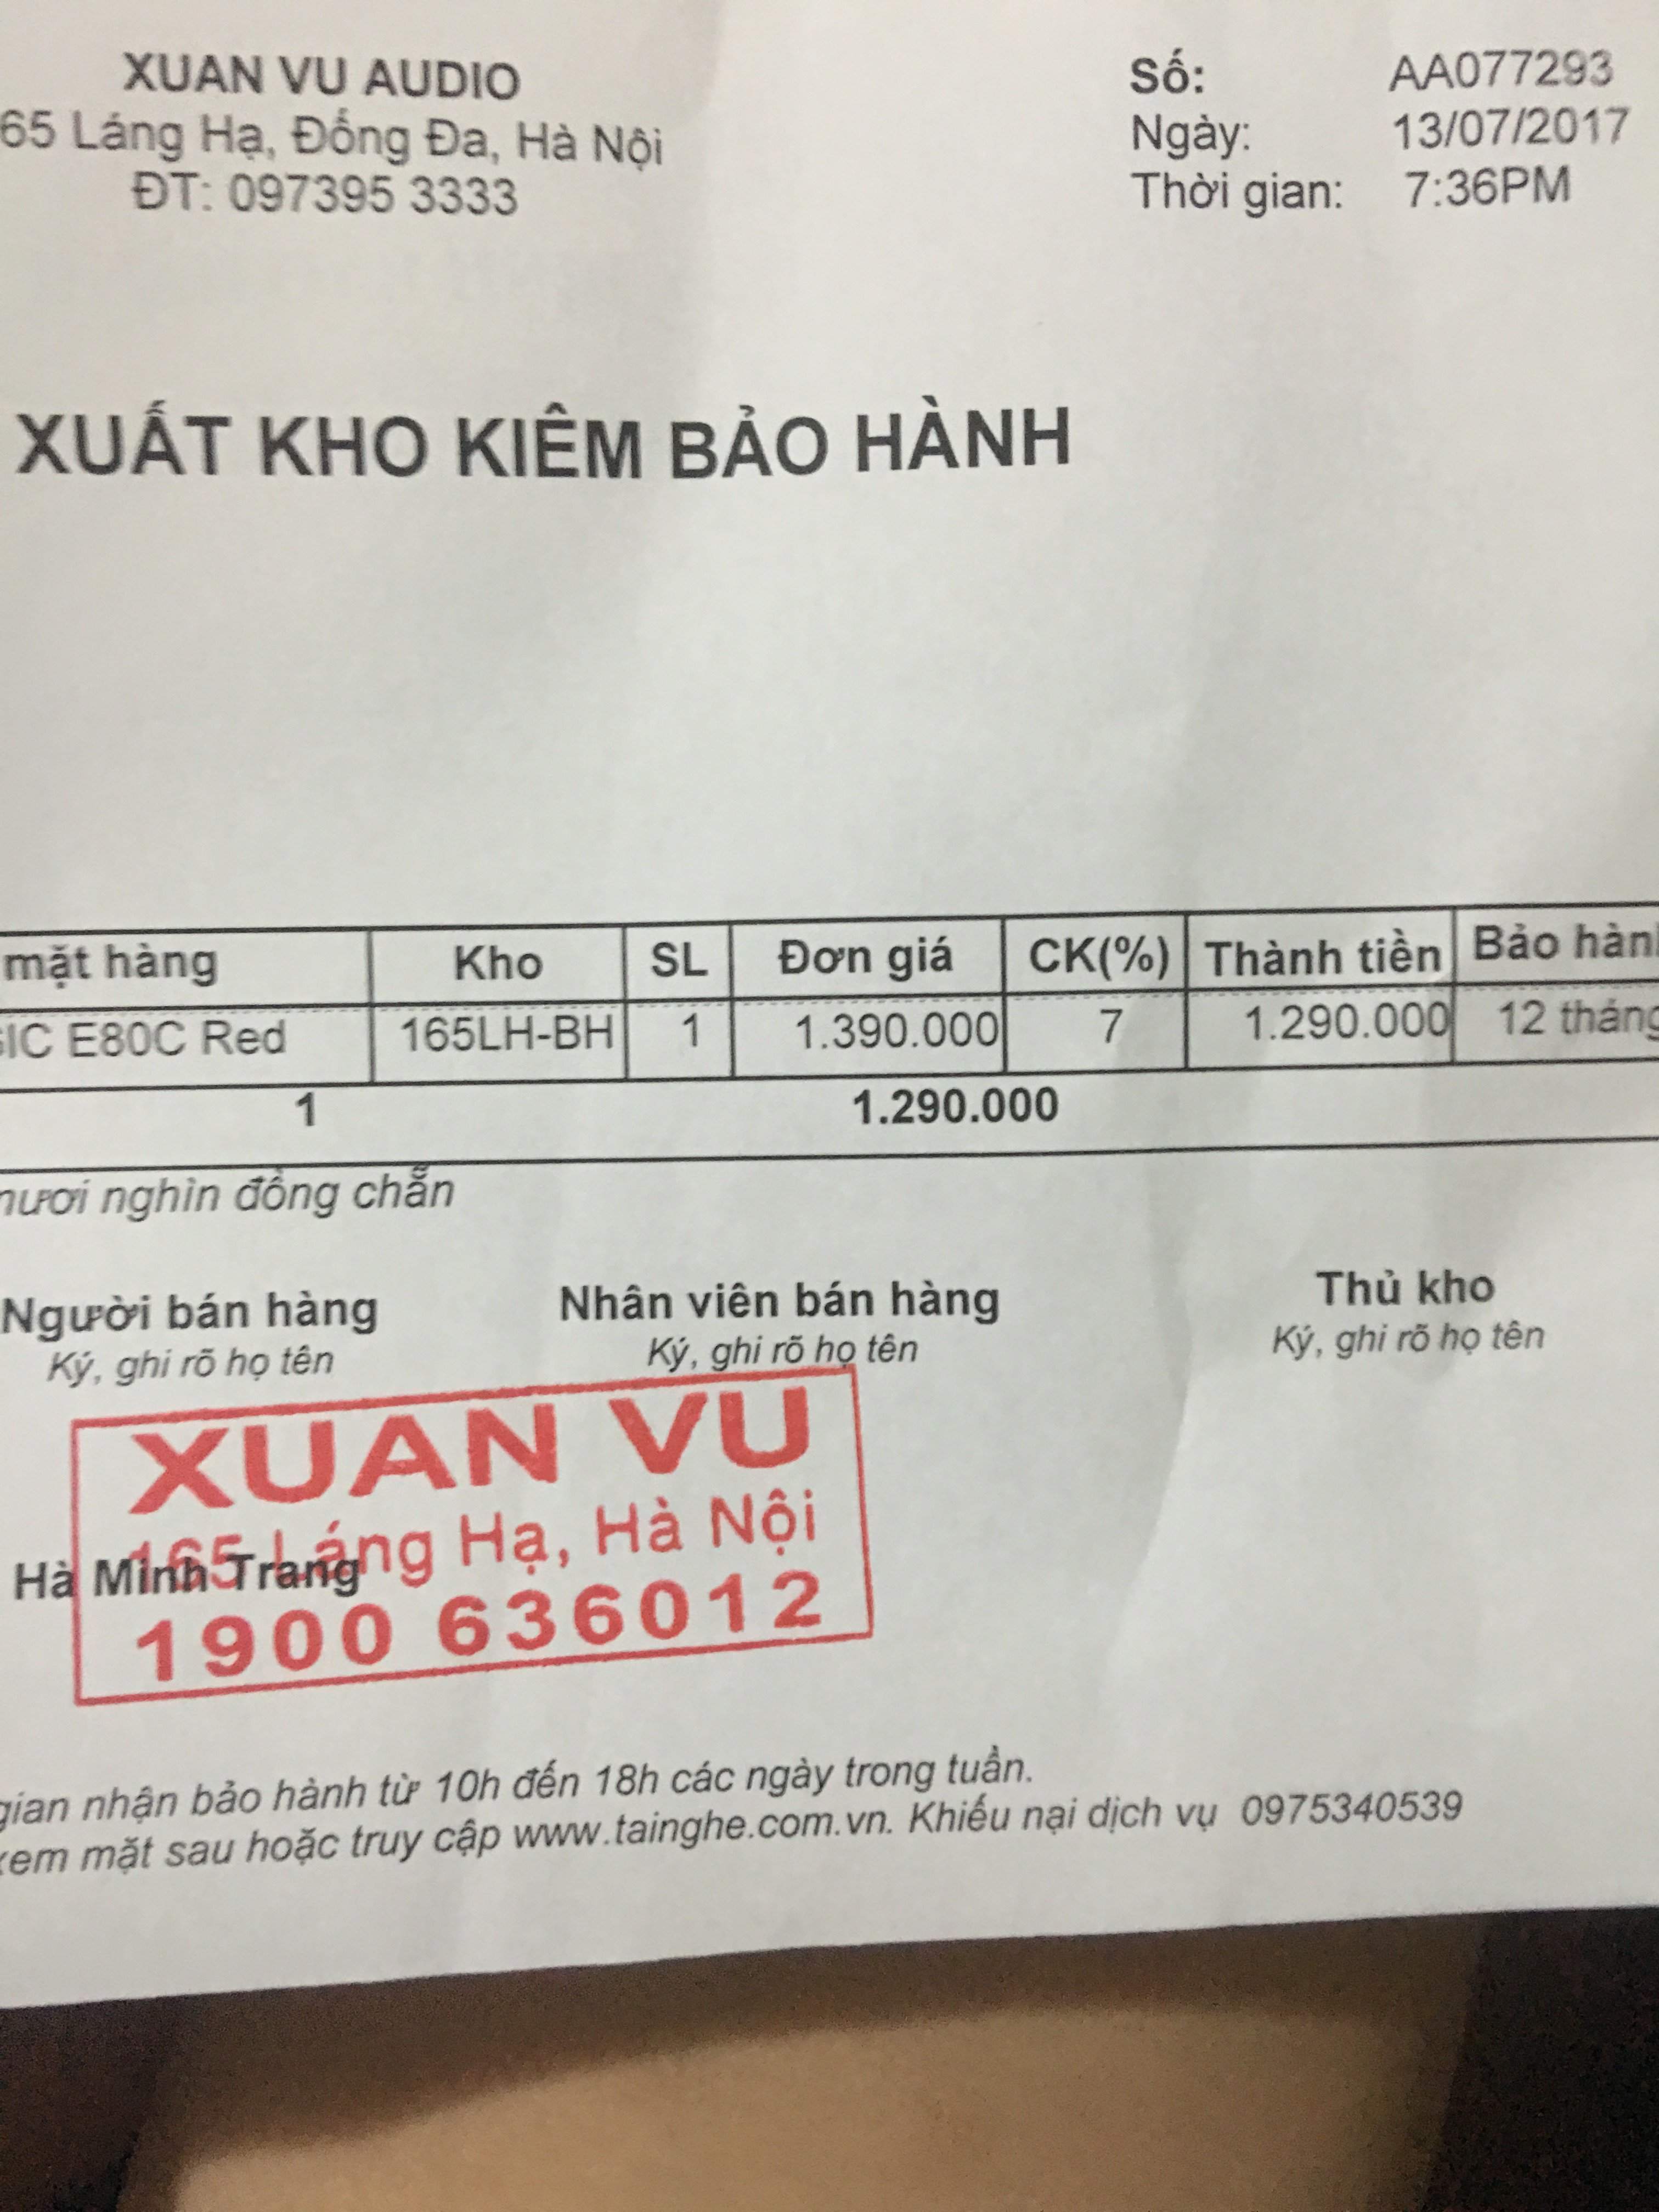 XUAN VU AUDIO
65 Láng Hạ, Đống Đa, Hà Nội
ĐT: 097395 3333
Số: AA077293
Ngày: 13/07/2017
Thời gian: 7:36PM
XUẤT KHO KIÊM BẢO HÀNH
mặt hàng Kho SL Đơn giá CK(%) Thành tiền Bảo hành
SIC E80C Red 165LH-BH 1 1.390.000 7 1.290.000 12 tháng
1 1.290.000
mươi nghìn đồng chẵn
Người bán hàng Nhân viên bán hàng Thủ kho
Ký, ghi rõ họ tên Ký, ghi rõ họ tên Ký, ghi rõ họ tên
XUAN VU
165 Láng Hạ, Hà Nội
Hà Minh Trang
1900 636012
gian nhận bảo hành từ 10h đến 18h các ngày trong tuần.
xem mặt sau hoặc truy cập www.tainghe.com.vn. Khiếu nại dịch vụ 0975340539